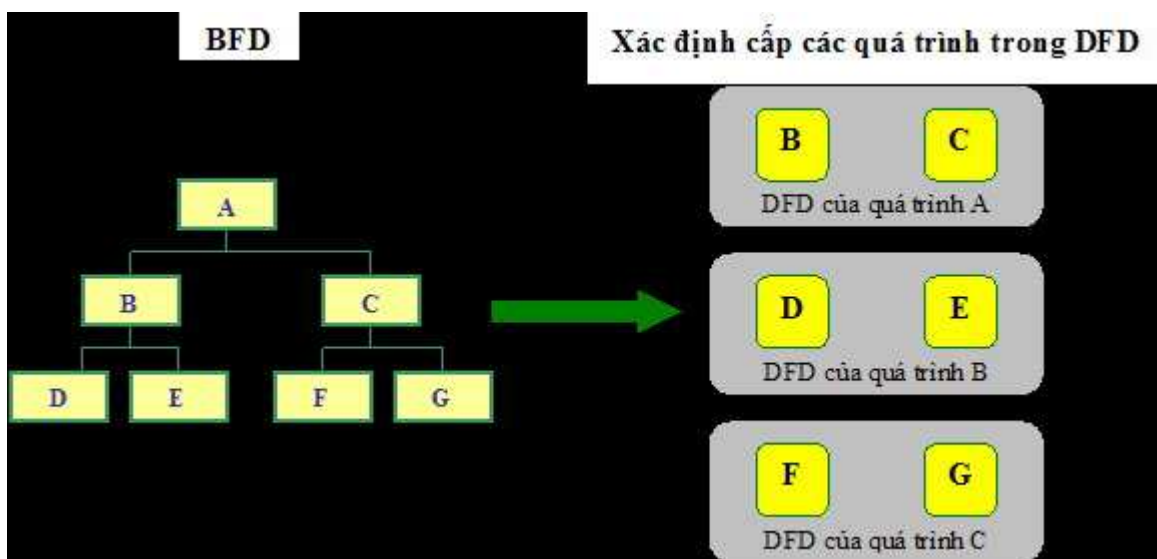 BFD
Xác định cấp các quá trình trong DFD
A
B C
D E F G
B C
DFD của quá trình A
D E
DFD của quá trình B
F G
DFD của quá trình C